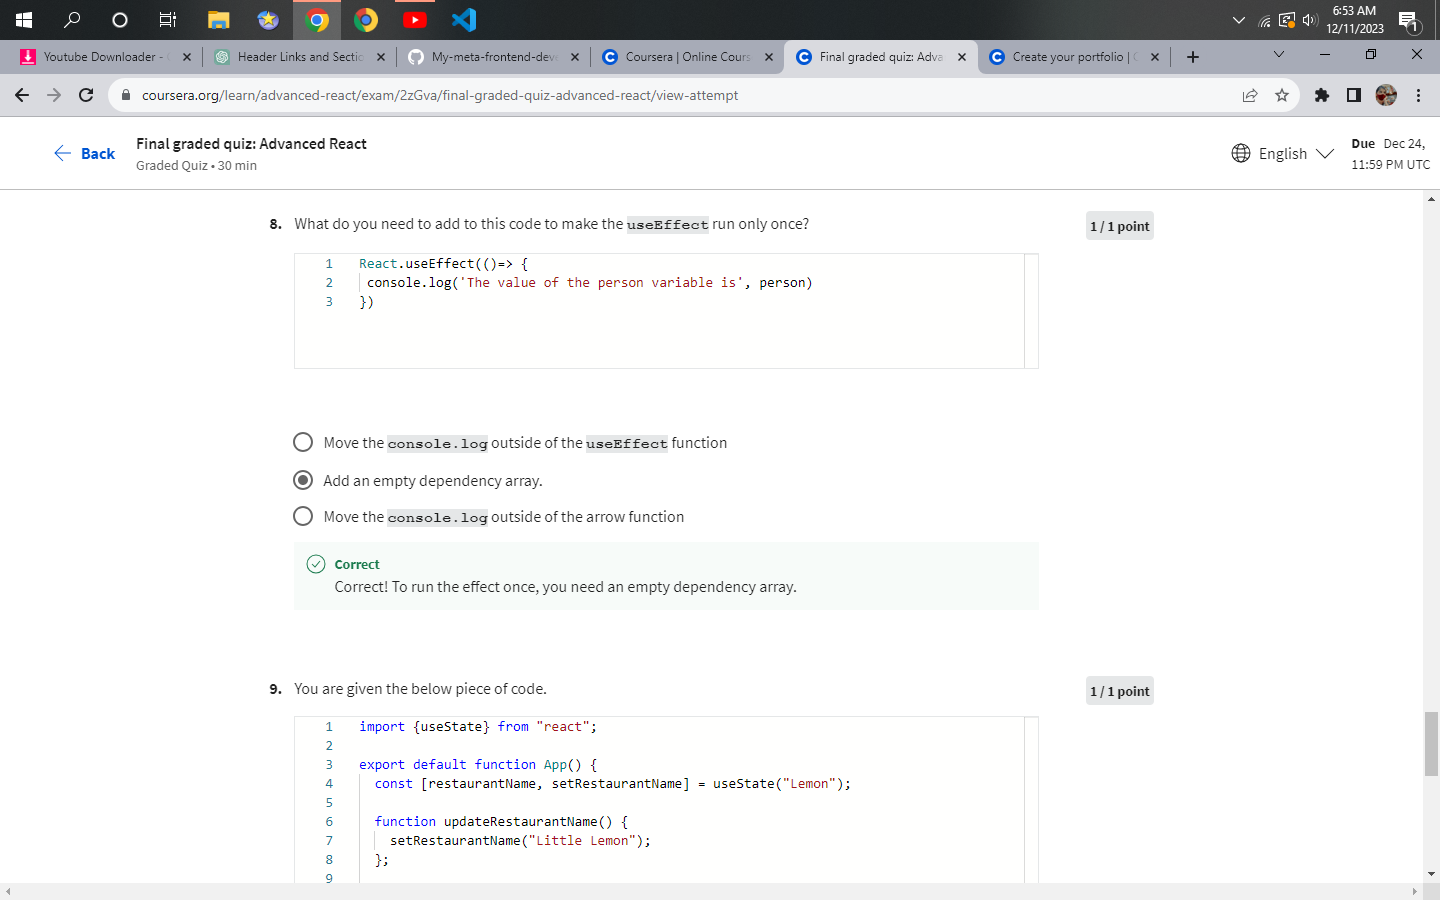 6:53 AM
12/11/2023
1
Youtube Downloader -
Header Links and Sectio
My-meta-frontend-deve
Coursera | Online Cours
Final graded quiz: Adva
Create your portfolio |
coursera.org/learn/advanced-react/exam/2zGva/final-graded-quiz-advanced-react/view-attempt
Back
Final graded quiz: Advanced React
Graded Quiz • 30 min
English
Due Dec 24,
11:59 PM UTC
8. What do you need to add to this code to make the useEffect run only once?
1 / 1 point
1 React.useEffect(()=> {
2 console.log('The value of the person variable is', person)
3 })
Move the console.log outside of the useEffect function
Add an empty dependency array.
Move the console.log outside of the arrow function
Correct
Correct! To run the effect once, you need an empty dependency array.
9. You are given the below piece of code.
1 / 1 point
1 import {useState} from "react";
2
3 export default function App() {
4 const [restaurantName, setRestaurantName] = useState("Lemon");
5
6 function updateRestaurantName() {
7 setRestaurantName("Little Lemon");
8 };
9